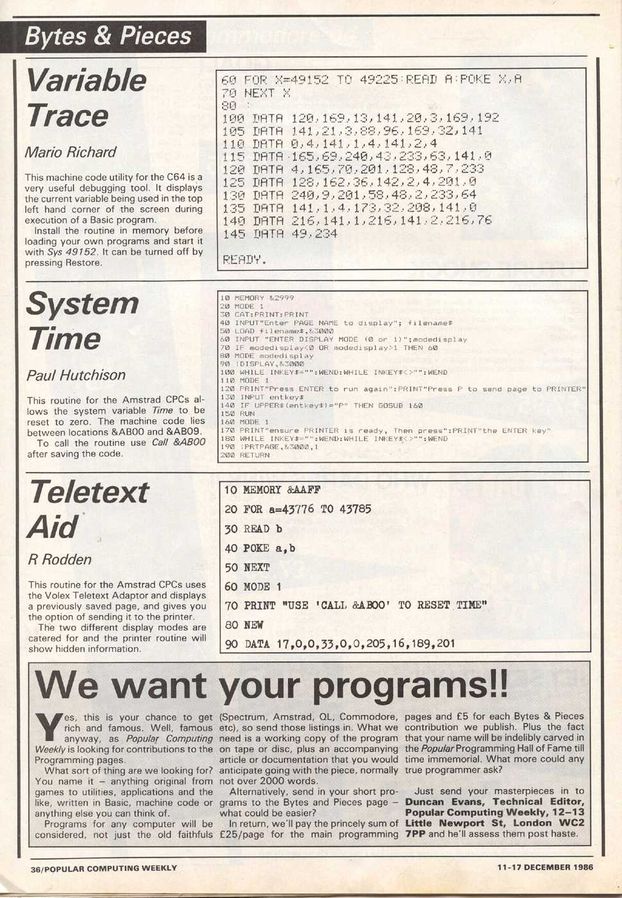 Bytes & Pieces
Variable
Trace
Mario Richard
This machine code utility for the C64 is a
very useful debugging tool. It displays
the current variable being used in the top
left hand corner of the screen during
execution of a Basic program.
Install the routine in memory before
loading your own programs and start it
with Sys 49152. It can be turned off by
pressing Restore.
60 FOR X=49152 TO 49225:READ A:POKE X,A
70 NEXT X
80 :
100 DATA 120,169,13,141,20,3,169,192
105 DATA 141,21,3,88,96,169,32,141
110 DATA 0,4,141,1,4,141,2,4
115 DATA 165,69,240,43,233,63,141,0
120 DATA 4,165,70,201,128,48,7,233
125 DATA 128,162,36,142,2,4,201,0
130 DATA 240,9,201,58,48,2,233,64
135 DATA 141,1,4,173,32,208,141,0
140 DATA 216,141,1,216,141,2,216,76
145 DATA 49,234
READY.
System
Time
Paul Hutchison
This routine for the Amstrad CPCs al-
lows the system variable Time to be
reset to zero. The machine code lies
between locations &AB00 and &AB09.
To call the routine use Call &AB00
after saving the code.
10 MEMORY &2999
20 MODE 1
30 CAT:PRINT:PRINT
40 INPUT"Enter PAGE NAME to display"; filename$
50 LOAD filename$,&3000
60 INPUT "ENTER DISPLAY MODE (0 or 1)";modedisplay
70 IF modedisplay<0 OR modedisplay>1 THEN 60
80 MODE modedisplay
90 |DISPLAY,&3000
100 WHILE INKEY$="":WEND:WHILE INKEY$<>"":WEND
110 MODE 1
120 PRINT"Press ENTER to run again":PRINT"Press P to send page to PRINTER"
130 INPUT entkey$
140 IF UPPER$(entkey$)="P" THEN GOSUB 160
150 RUN
160 MODE 1
170 PRINT"ensure PRINTER is ready, Then press":PRINT"the ENTER key"
180 WHILE INKEY$="":WEND:WHILE INKEY$<>"":WEND
190 |PRTPAGE,&3000,1
200 RETURN
Teletext
Aid
R Rodden
This routine for the Amstrad CPCs uses
the Volex Teletext Adaptor and displays
a previously saved page, and gives you
the option of sending it to the printer.
The two different display modes are
catered for and the printer routine will
show hidden information.
10 MEMORY &AAFF
20 FOR a=43776 TO 43785
30 READ b
40 POKE a,b
50 NEXT
60 MODE 1
70 PRINT "USE 'CALL &ABOO' TO RESET TIME"
80 NEW
90 DATA 17,0,0,33,0,0,205,16,189,201
We want your programs!!
Yes, this is your chance to get
rich and famous. Well, famous
anyway, as Popular Computing
Weekly is looking for contributions to the
Programming pages.
What sort of thing are we looking for?
You name it – anything original from
games to utilities, applications and the
like, written in Basic, machine code or
anything else you can think of.
Programs for any computer will be
considered, not just the old faithfuls
(Spectrum, Amstrad, QL, Commodore,
etc), so send those listings in. What we
need is a working copy of the program
on tape or disc, plus an accompanying
article or documentation that you would
anticipate going with the piece, normally
not over 2000 words.
Alternatively, send in your short pro-
grams to the Bytes and Pieces page –
what could be easier?
In return, we'll pay the princely sum of
£25/page for the main programming
pages and £5 for each Bytes & Pieces
contribution we publish. Plus the fact
that your name will be indelibly carved in
the Popular Programming Hall of Fame till
time immemorial. What more could any
true programmer ask?
Just send your masterpieces in to
Duncan Evans, Technical Editor,
Popular Computing Weekly, 12–13
Little Newport St, London WC2
7PP and he'll assess them post haste.
36/POPULAR COMPUTING WEEKLY
11-17 DECEMBER 1986